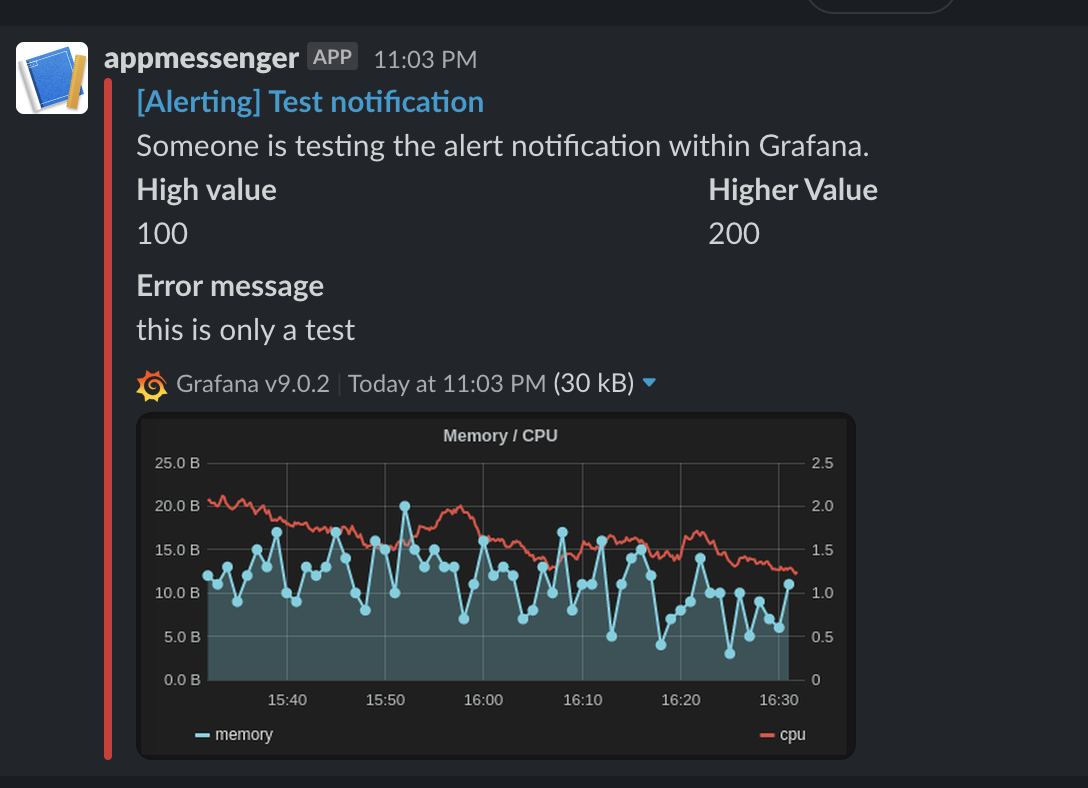 appmessenger APP 11:03 PM
[Alerting] Test notification
Someone is testing the alert notification within Grafana.
High value Higher Value
100 200
Error message
this is only a test
Grafana v9.0.2 | Today at 11:03 PM (30 kB)
Memory / CPU
25.0 B 2.5
20.0 B 2.0
15.0 B 1.5
10.0 B 1.0
5.0 B 0.5
0.0 B 0
15:40 15:50 16:00 16:10 16:20 16:30
memory cpu